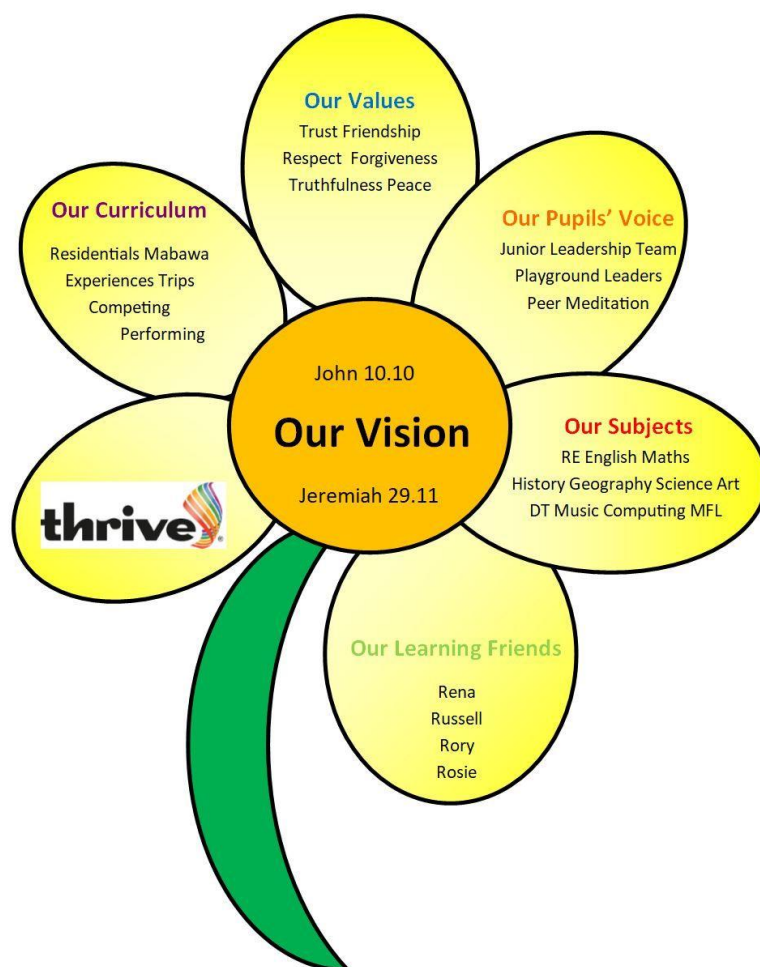 Our Values
Trust Friendship
Respect Forgiveness
Truthfulness Peace
Our Pupils’ Voice
Junior Leadership Team
Playground Leaders
Peer Meditation
Our Subjects
RE English Maths
History Geography Science Art
DT Music Computing MFL
Our Learning Friends
Rena
Russell
Rory
Rosie
thrive®
Our Curriculum
Residentials Mabawa
Experiences Trips
Competing
Performing
John 10.10
Our Vision
Jeremiah 29.11